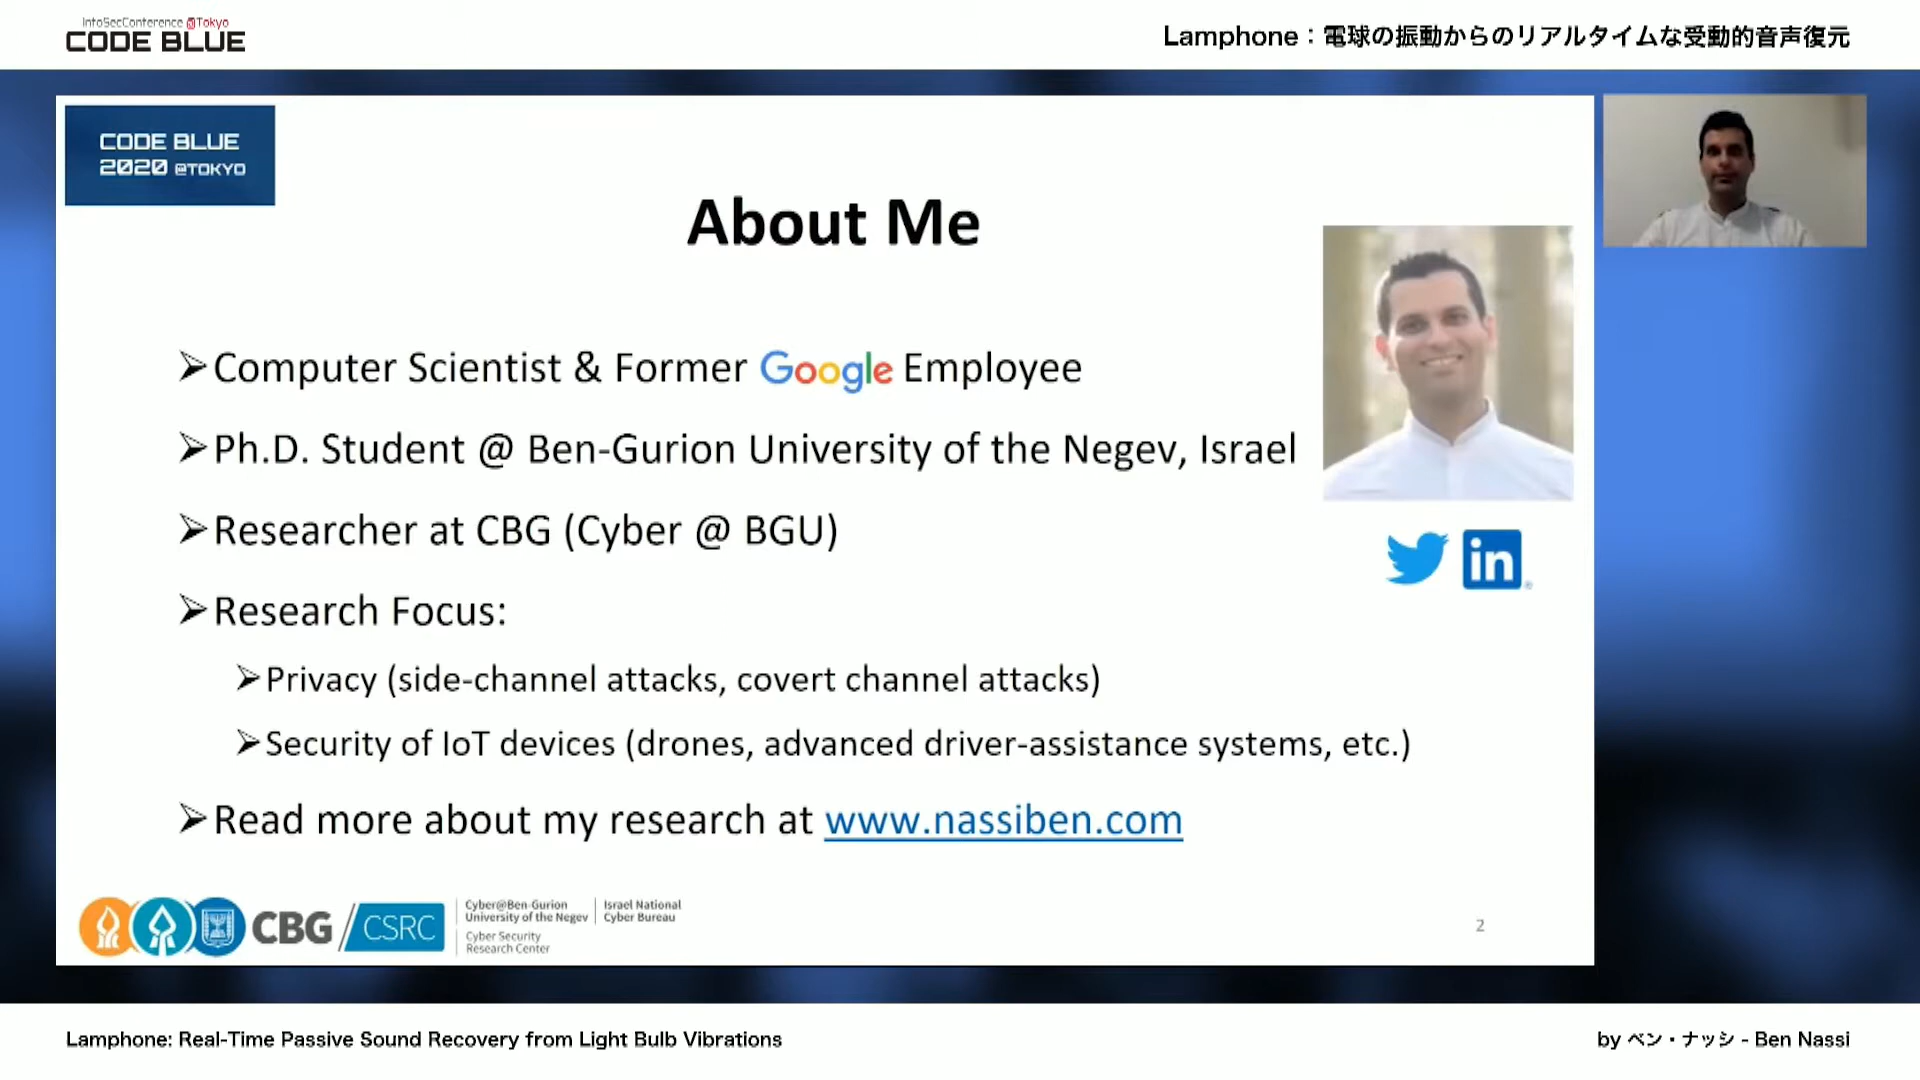 InfoSecConference @Tokyo
CODE BLUE
Lamphone：電球の振動からのリアルタイムな受動的音声復元
CODE BLUE
2020 @TOKYO
About Me
Computer Scientist & Former Google Employee
Ph.D. Student @ Ben-Gurion University of the Negev, Israel
Researcher at CBG (Cyber @ BGU)
in
Research Focus:
Privacy (side-channel attacks, covert channel attacks)
Security of IoT devices (drones, advanced driver-assistance systems, etc.)
Read more about my research at www.nassiben.com
CBG
CSRC
Cyber@Ben-Gurion
University of the Negev
Israel National
Cyber Bureau
Cyber Security
Research Center
2
Lamphone: Real-Time Passive Sound Recovery from Light Bulb Vibrations
by ベン・ナッシ - Ben Nassi